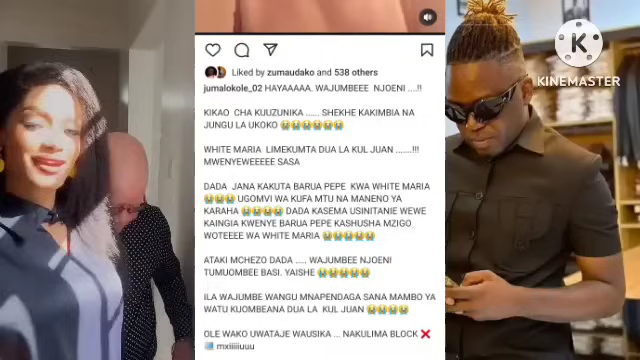 Liked by zumaudako and 538 others
jumalokole_02 HAYAAAAA. WAJUMBEEE NJOENI ....!!
KIKAO CHA KUUZUNIKA ...... SHEKHE KAKIMBIA NA
JUNGU LA UKOKO 😭😭😭😭😭😭
WHITE MARIA LIMEKUMTA DUA LA KUL JUAN .......!!!
MWENYEWEEEEE SASA
DADA JANA KAKUTA BARUA PEPE KWA WHITE MARIA
😭😭😭 UGOMVI WA KUFA MTU NA MANENO YA
KARAHA 😭😭😭😭 DADA KASEMA USINITANIE WEWE
KAINGIA KWENYE BARUA PEPE KASHUSHA MZIGO
WOTEEEE WA WHITE MARIA 😭😭😭😭😭
ATAKI MCHEZO DADA ..... WAJUMBEE NJOENI
TUMUOMBEE BASI. YAISHE 😭😭😭😭😭
ILA WAJUMBE WANGU MNAPENDAGA SANA MAMBO YA
WATU KUOMBEANA DUA LA KUL JUAN 😭😭😭😭
OLE WAKO UWATAJE WAUSIKA ... NAKULIMA BLOCK ❌
mxiiiiiuuu
K
KINEMASTER